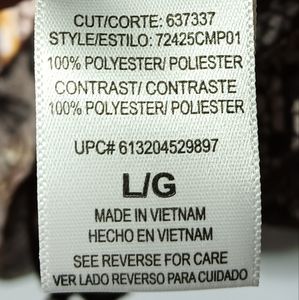 CUT/CORTE: 637337
STYLE/ESTILO: 72425CMP01
100% POLYESTER/ POLIESTER
CONTRAST/ CONTRASTE
100% POLYESTER/ POLIESTER
UPC# 613204529897
L/G
MADE IN VIETNAM
HECHO EN VIETNAM
SEE REVERSE FOR CARE
VER LADO REVERSO PARA CUIDADO